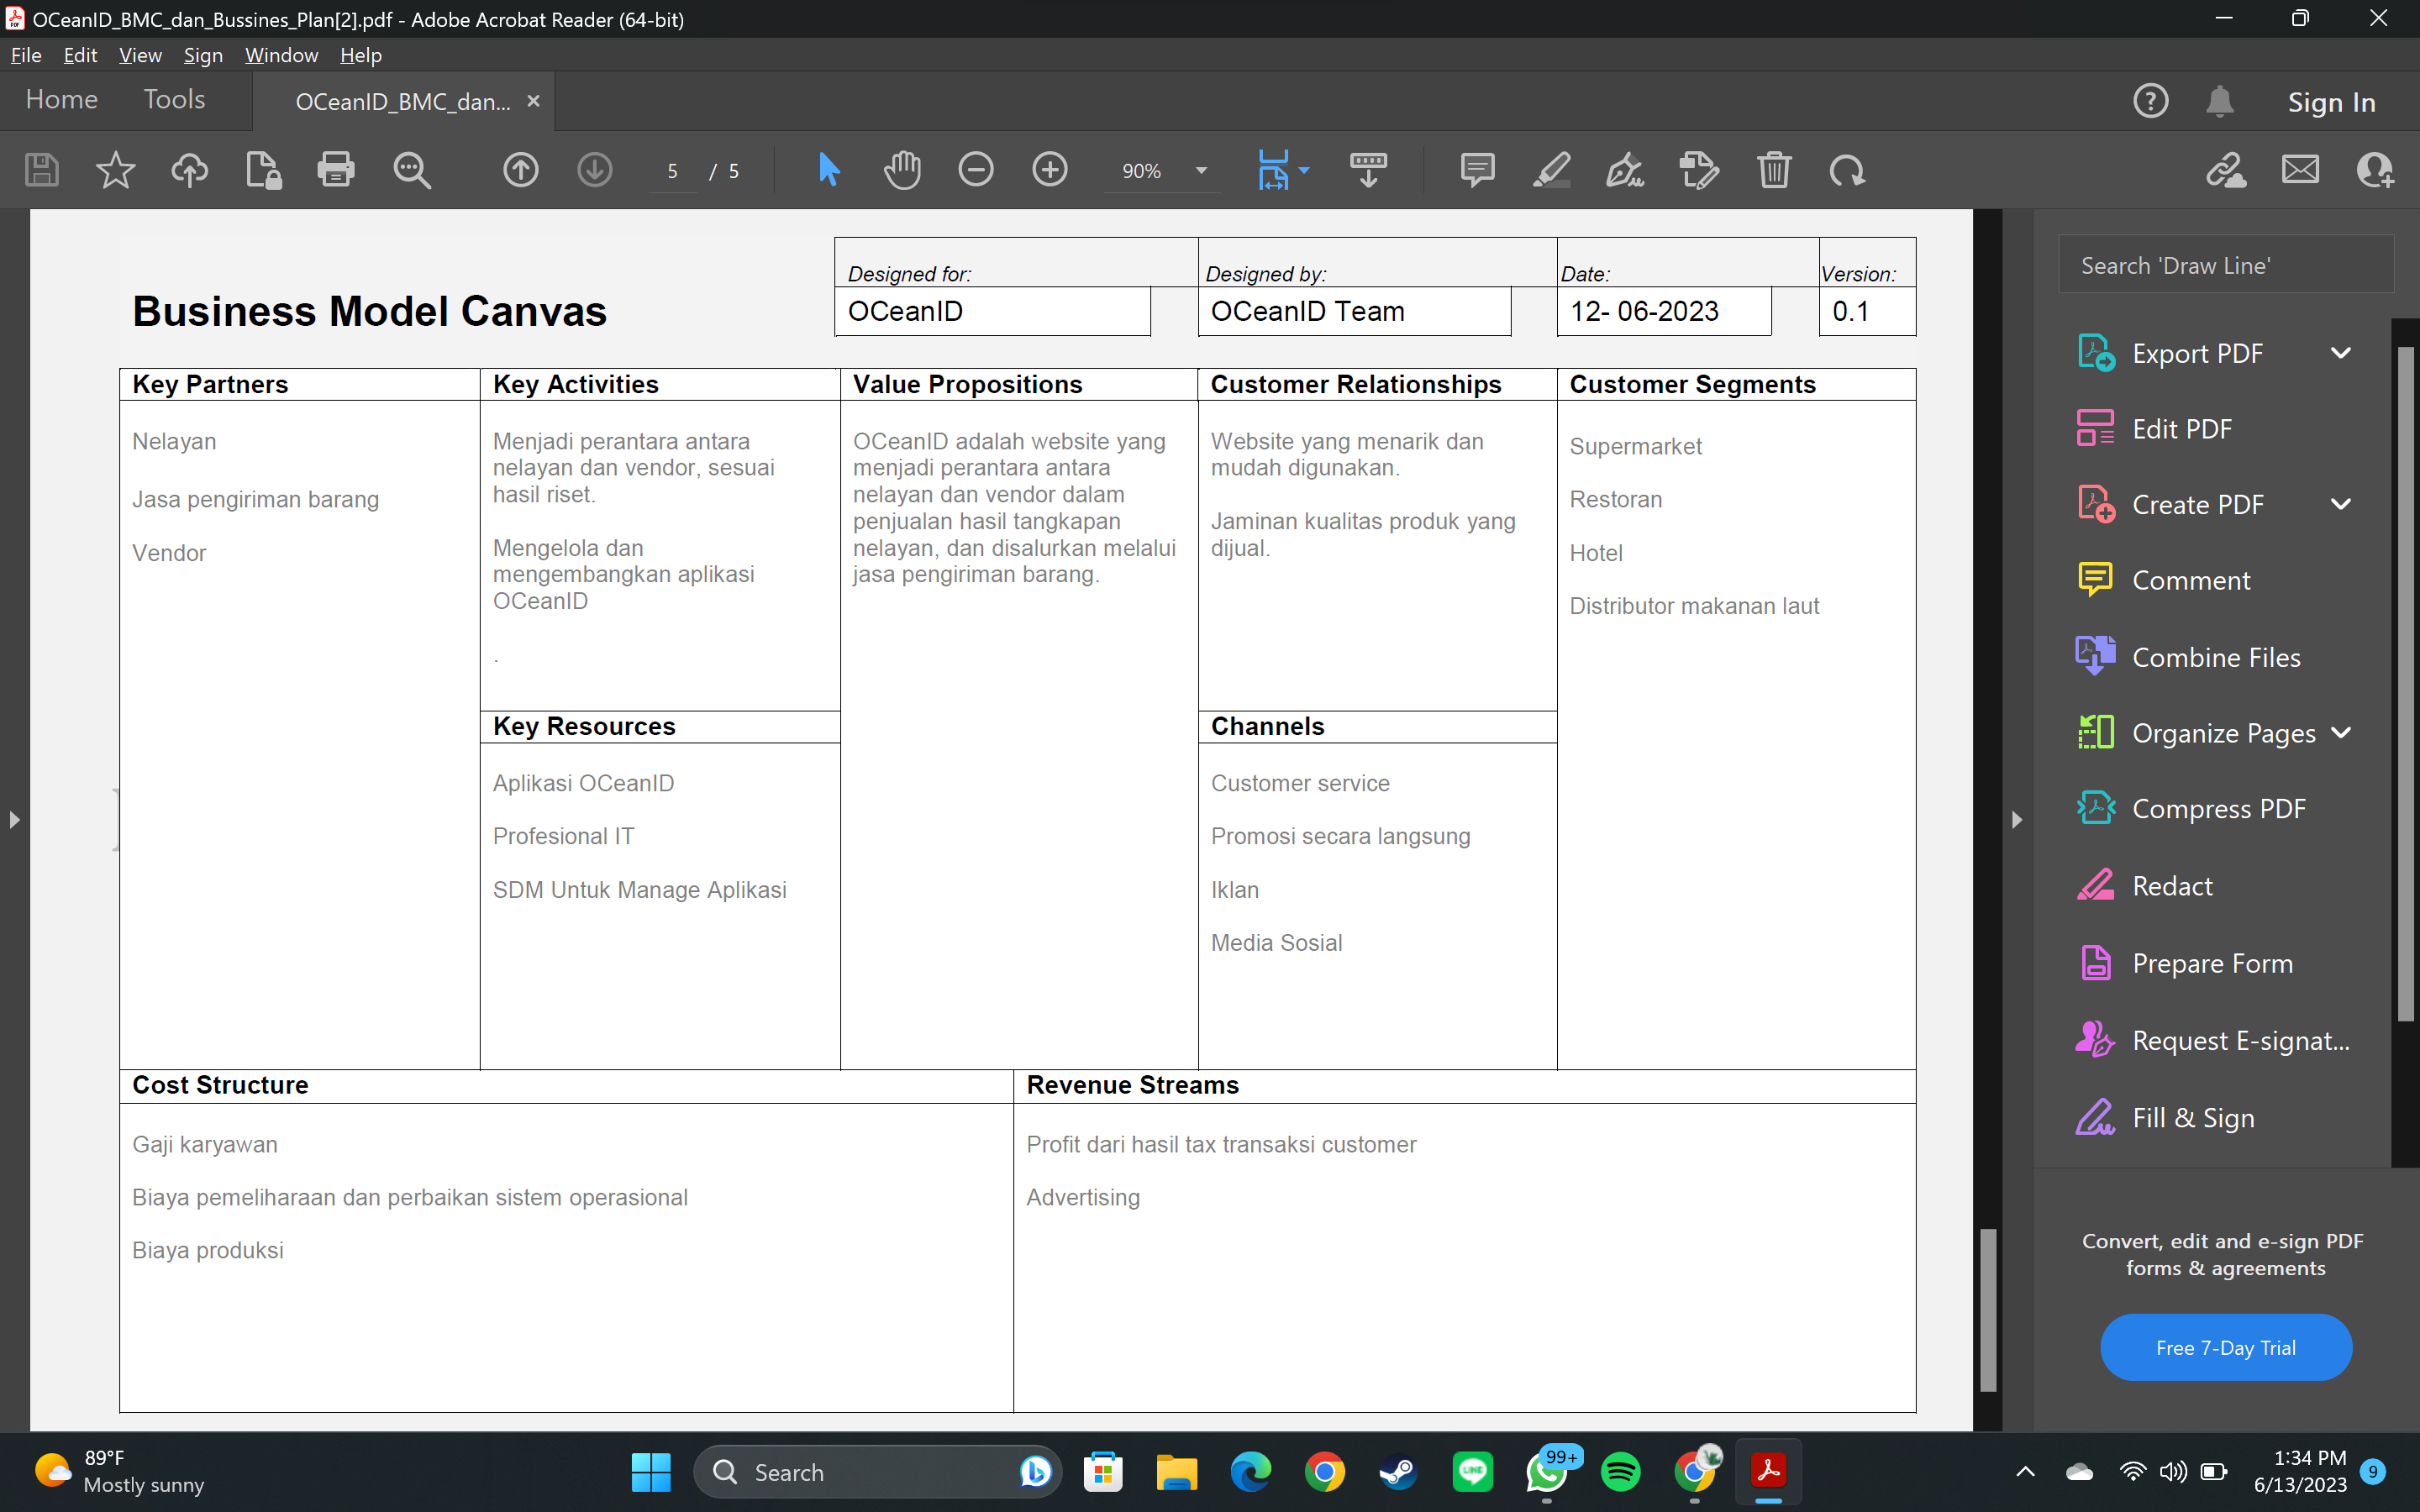 OCeanID_BMC_dan_Bussines_Plan[2].pdf - Adobe Acrobat Reader (64-bit)
File Edit View Sign Window Help
Home Tools OCeanID_BMC_dan... × Sign In
5 / 5 90%
Business Model Canvas
Designed for: Designed by: Date: Version:
OCeanID OCeanID Team 12- 06-2023 0.1
Key Partners
Nelayan
Jasa pengiriman barang
Vendor
Key Activities
Menjadi perantara antara
nelayan dan vendor, sesuai
hasil riset.
Mengelola dan
mengembangkan aplikasi
OCeanID
.
Key Resources
Aplikasi OCeanID
Profesional IT
SDM Untuk Manage Aplikasi
Value Propositions
OCeanID adalah website yang
menjadi perantara antara
nelayan dan vendor dalam
penjualan hasil tangkapan
nelayan, dan disalurkan melalui
jasa pengiriman barang.
Customer Relationships
Website yang menarik dan
mudah digunakan.
Jaminan kualitas produk yang
dijual.
Channels
Customer service
Promosi secara langsung
Iklan
Media Sosial
Customer Segments
Supermarket
Restoran
Hotel
Distributor makanan laut
Cost Structure
Gaji karyawan
Biaya pemeliharaan dan perbaikan sistem operasional
Biaya produksi
Revenue Streams
Profit dari hasil tax transaksi customer
Advertising
Search 'Draw Line'
Export PDF
Edit PDF
Create PDF
Comment
Combine Files
Organize Pages
Compress PDF
Redact
Prepare Form
Request E-signat...
Fill & Sign
Convert, edit and e-sign PDF
forms & agreements
Free 7-Day Trial
89°F
Mostly sunny
Search
LINE
99+
1:34 PM
6/13/2023
9